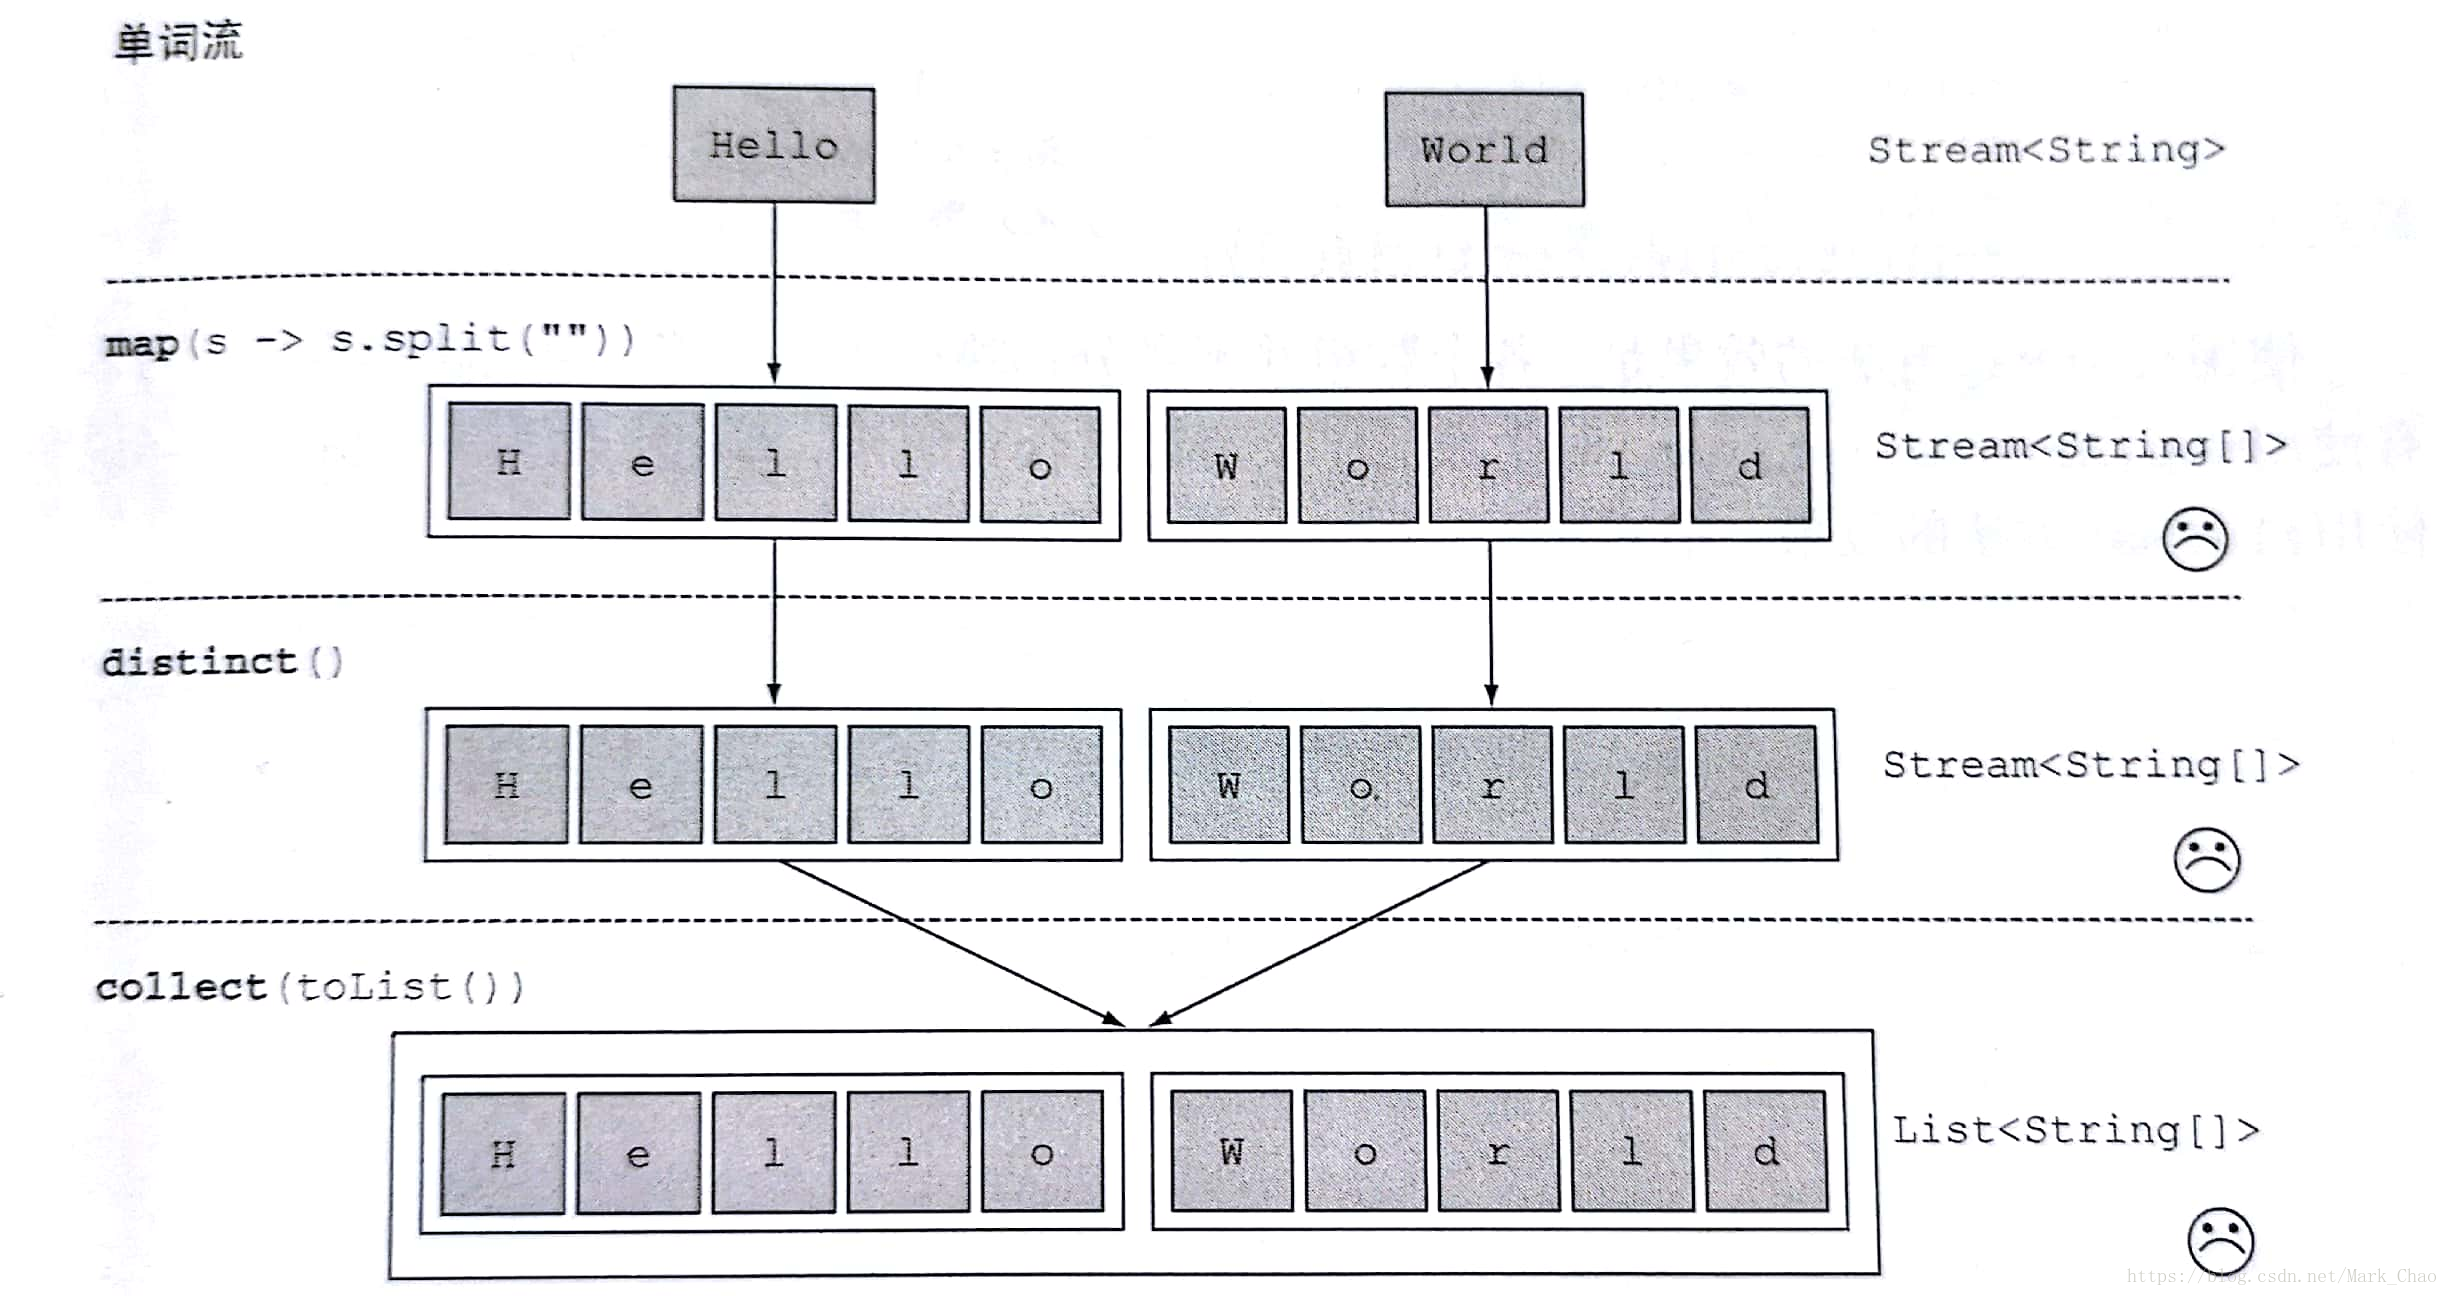 单词流
Hello World Stream<String>
map(s -> s.split(""))
H e l l o W o r l d Stream<String[]>
distinct()
H e l l o W o r l d Stream<String[]>
collect(toList())
H e l l o W o r l d List<String[]>
https://blog.csdn.net/Mark_Chao